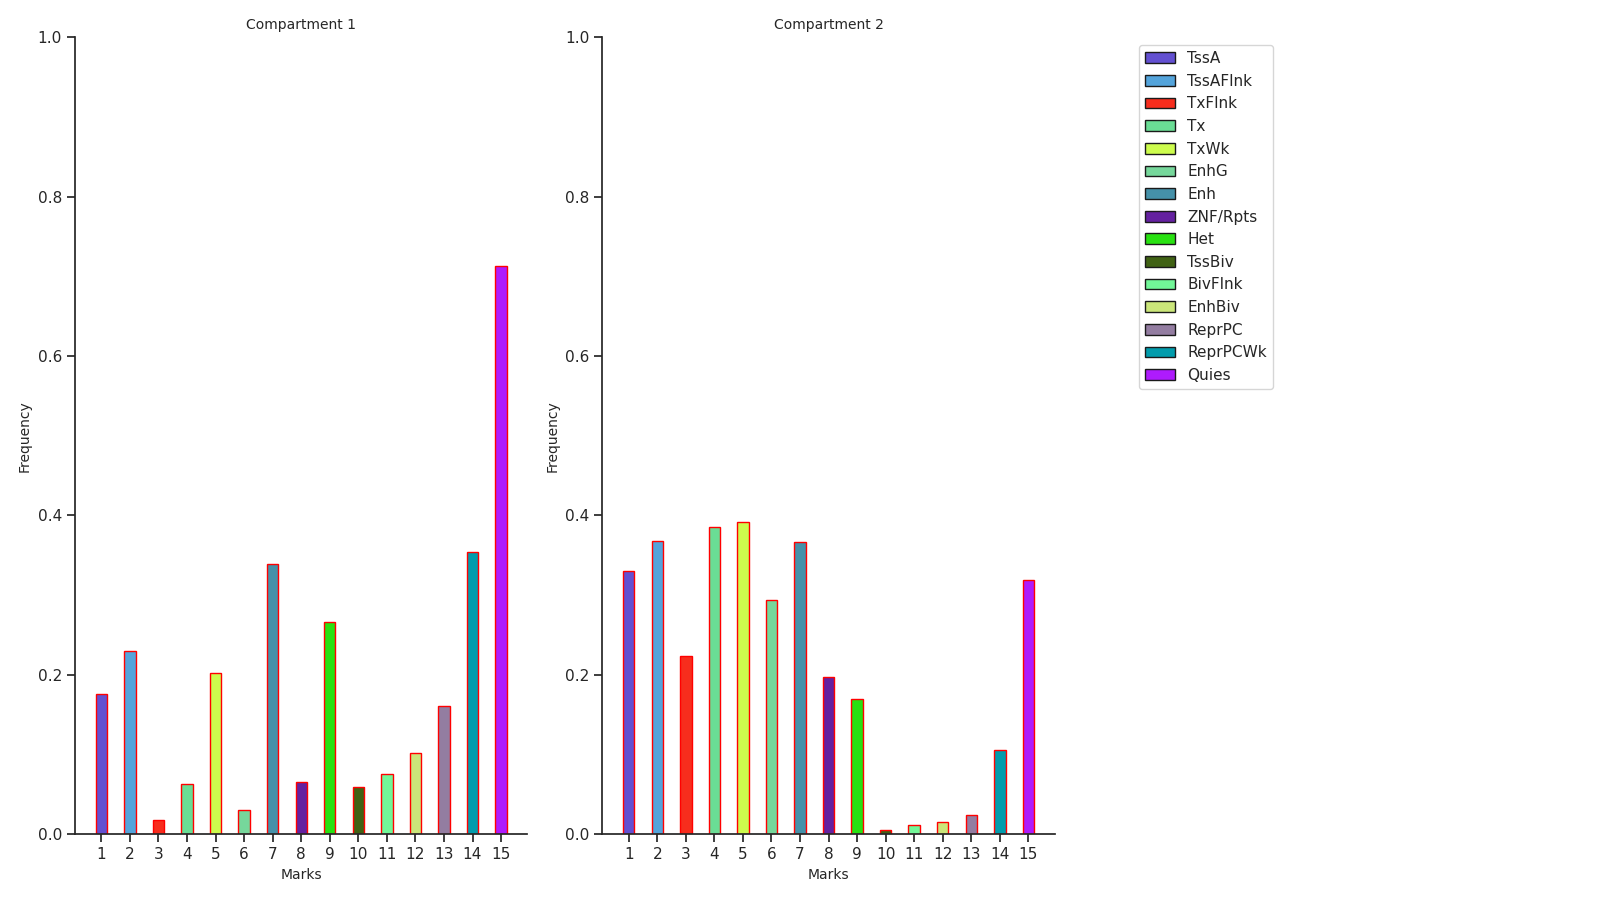 Compartment 1
1.0
0.8
0.6
0.4
0.2
0.0
Frequency
1 2 3 4 5 6 7 8 9 10 11 12 13 14 15
Marks
Compartment 2
1.0
0.8
0.6
0.4
0.2
0.0
Frequency
1 2 3 4 5 6 7 8 9 10 11 12 13 14 15
Marks
TssA
TssAFlnk
TxFlnk
Tx
TxWk
EnhG
Enh
ZNF/Rpts
Het
TssBiv
BivFlnk
EnhBiv
ReprPC
ReprPCWk
Quies